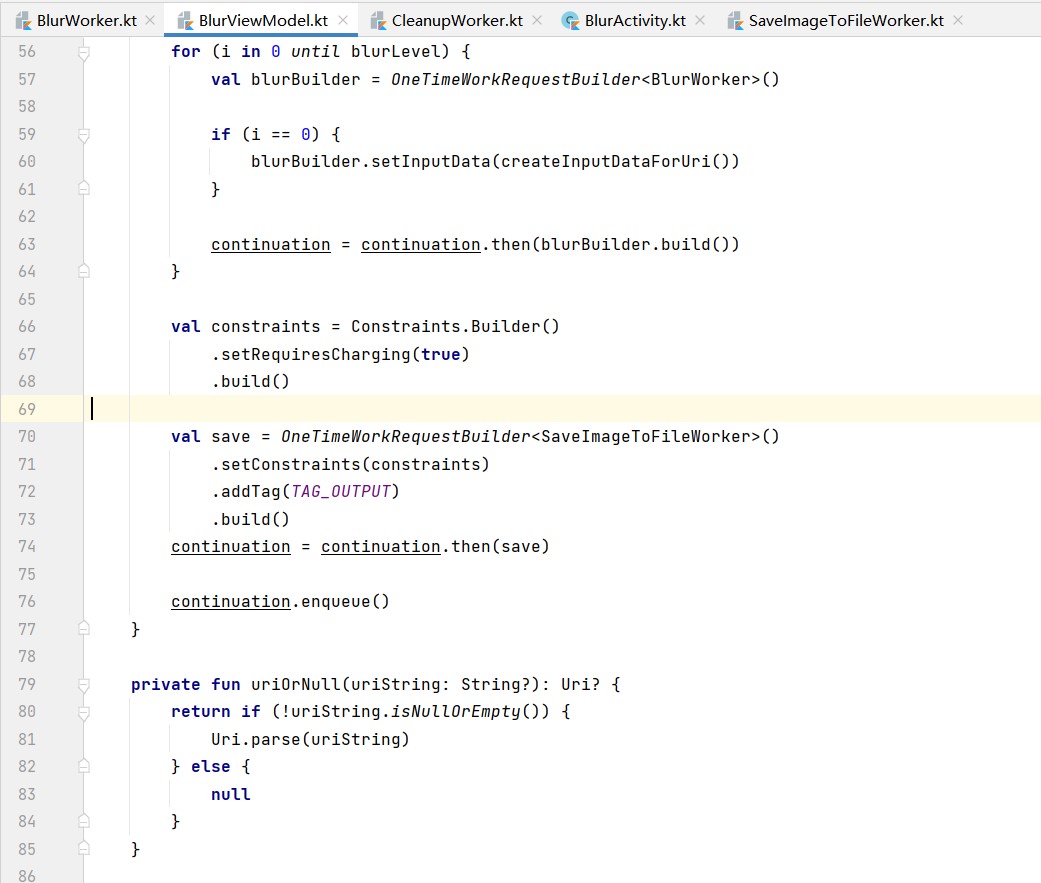 BlurWorker.kt BlurViewModel.kt CleanupWorker.kt BlurActivity.kt SaveImageToFileWorker.kt
56 for (i in 0 until blurLevel) {
57 val blurBuilder = OneTimeWorkRequestBuilder<BlurWorker>()
58
59 if (i == 0) {
60 blurBuilder.setInputData(createInputDataForUri())
61 }
62
63 continuation = continuation.then(blurBuilder.build())
64 }
65
66 val constraints = Constraints.Builder()
67 .setRequiresCharging(true)
68 .build()
69
70 val save = OneTimeWorkRequestBuilder<SaveImageToFileWorker>()
71 .setConstraints(constraints)
72 .addTag(TAG_OUTPUT)
73 .build()
74 continuation = continuation.then(save)
75
76 continuation.enqueue()
77 }
78
79 private fun uriOrNull(uriString: String?): Uri? {
80 return if (!uriString.isNullOrEmpty()) {
81 Uri.parse(uriString)
82 } else {
83 null
84 }
85 }
86